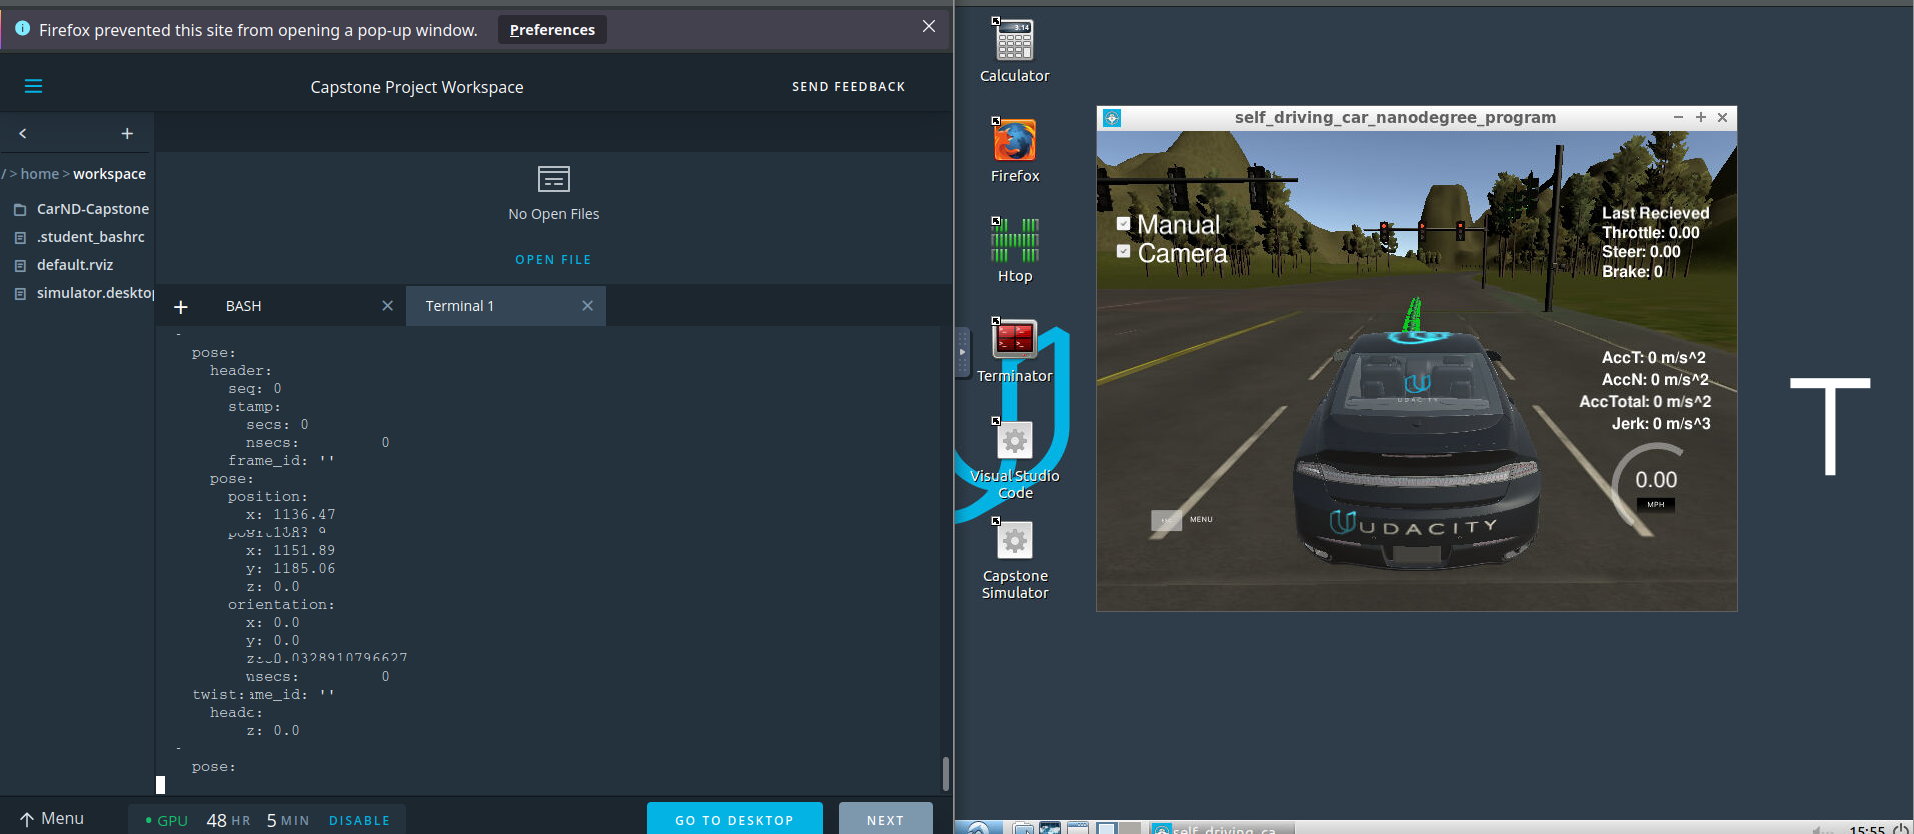 Firefox prevented this site from opening a pop-up window. Preferences
Capstone Project Workspace
SEND FEEDBACK
/ > home > workspace
CarND-Capstone
.student_bashrc
default.rviz
simulator.deskto
No Open Files
OPEN FILE
BASH
Terminal 1
-
pose:
header:
seq: 0
stamp:
secs: 0
nsecs: 0
frame_id: ''
pose:
position:
x: 1136.47
x: 1151.89
y: 1185.06
z: 0.0
orientation:
x: 0.0
y: 0.0
nsecs: 0
twist: me_id: ''
z: 0.0
-
pose:
Menu
GPU 48 HR 5 MIN DISABLE
GO TO DESKTOP
NEXT
3.14
Calculator
Firefox
Htop
Terminator
Visual Studio
Code
Capstone
Simulator
self_driving_car_nanodegree_program
Manual
Camera
Last Recieved
Throttle: 0.00
Steer: 0.00
Brake: 0
AccT: 0 m/s^2
AccN: 0 m/s^2
AccTotal: 0 m/s^2
Jerk: 0 m/s^3
0.00
MPH
MENU
UDACITY
UDACITY
T
self_driving_ca...
15:55